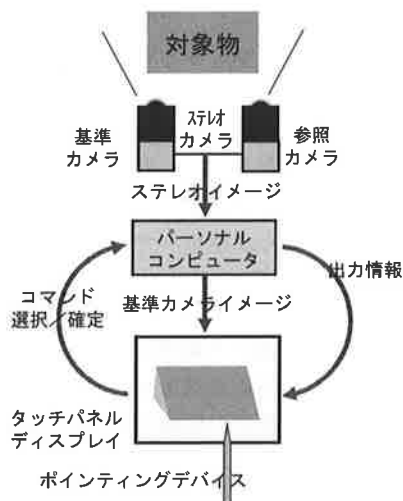 対象物
基準
カメラ
ステレオ
カメラ
参照
カメラ
ステレオイメージ
パーソナル
コンピュータ
コマンド
選択／確定
基準カメライメージ
出力情報
タッチパネル
ディスプレイ
ポインティングデバイス